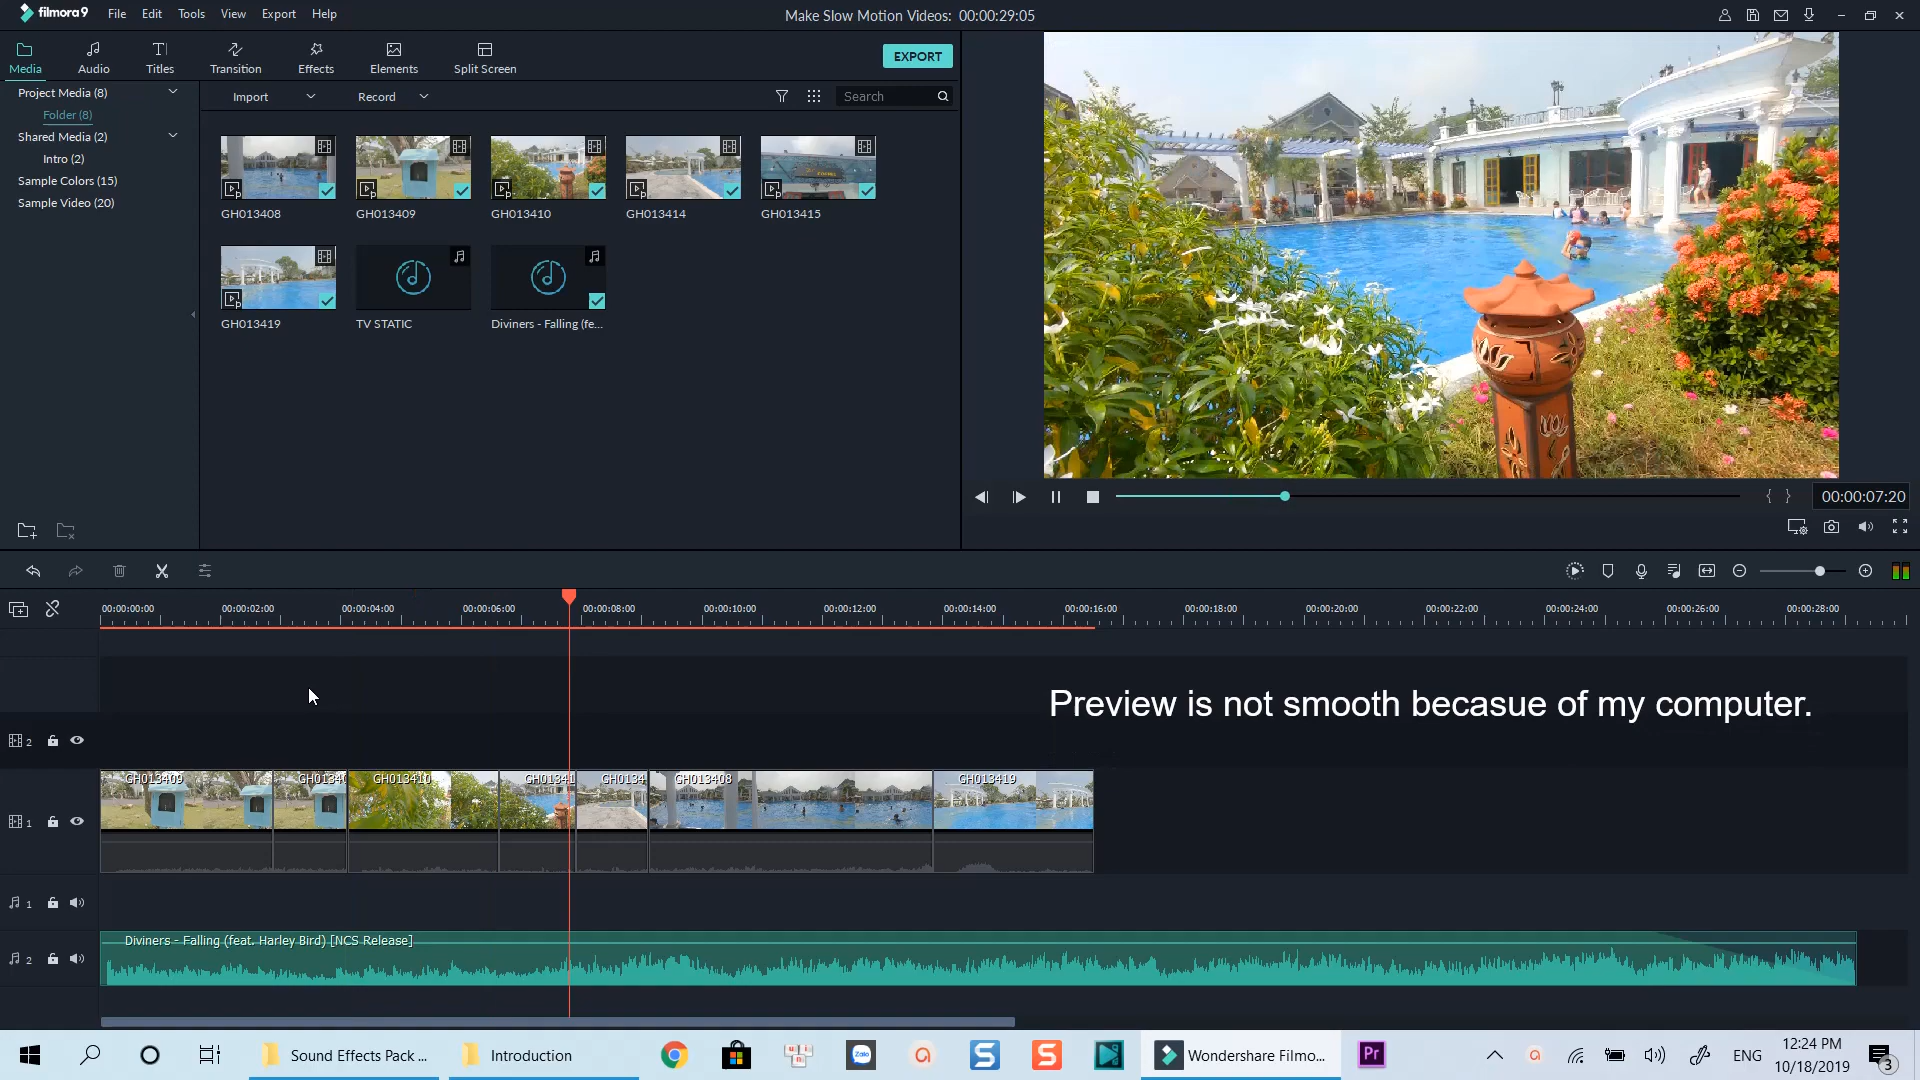 filmora9
File
Edit
Tools
View
Export
Help
Make Slow Motion Videos: 00:00:29:05
Media
Audio
Titles
Transition
Effects
Elements
Split Screen
EXPORT
Project Media (8)
Folder (8)
Shared Media (2)
Intro (2)
Sample Colors (15)
Sample Video (20)
Import
Record
Search
GH013408
GH013409
GH013410
GH013414
GH013415
GH013419
TV STATIC
Diviners - Falling (fe...
00:00:07:20
00:00:00:00
00:00:02:00
00:00:04:00
00:00:06:00
00:00:08:00
00:00:10:00
00:00:12:00
00:00:14:00
00:00:16:00
00:00:18:00
00:00:20:00
00:00:22:00
00:00:24:00
00:00:26:00
00:00:28:00
Preview is not smooth becasue of my computer.
2
1
GH013409
GH01340
GH013410
GH01341
GH0134
GH013408
GH013419
1
2
Diviners - Falling (feat. Harley Bird) [NCS Release]
Sound Effects Pack ...
Introduction
Zalo
Wondershare Filmo...
Pr
ENG
12:24 PM
10/18/2019
3